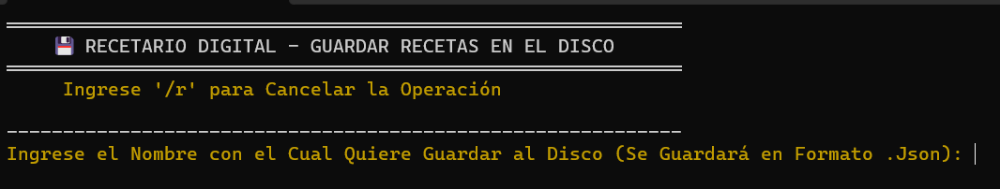 💾 RECETARIO DIGITAL - GUARDAR RECETAS EN EL DISCO
Ingrese '/r' para Cancelar la Operación
------------------------------------------------------------
Ingrese el Nombre con el Cual Quiere Guardar al Disco (Se Guardará en Formato .Json):